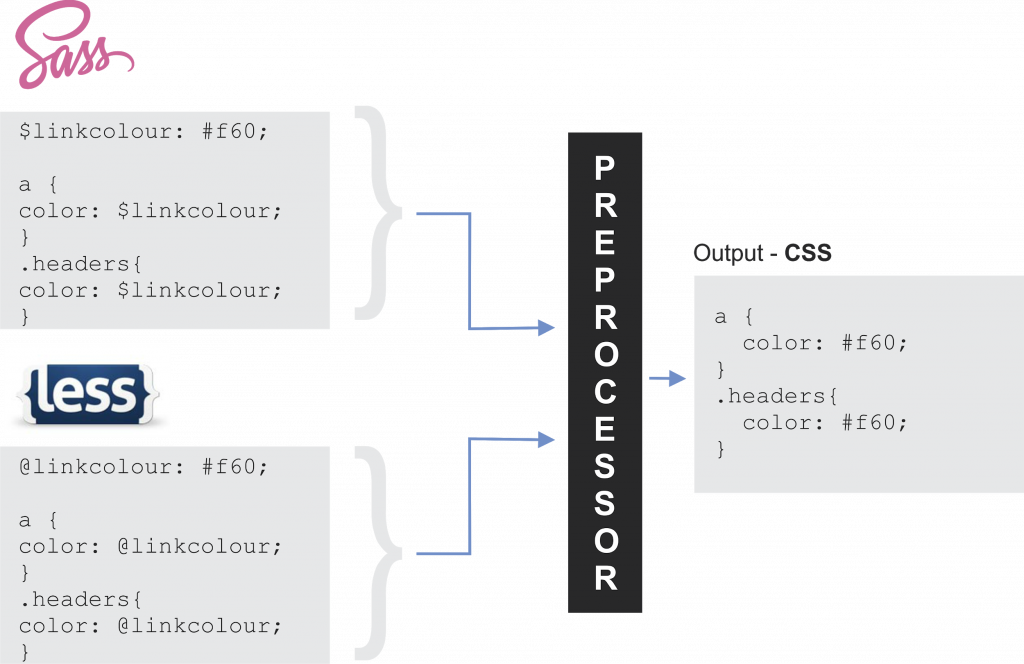 Sass
$linkcolour: #f60;
a {
color: $linkcolour;
}
.headers{
color: $linkcolour;
}
{less}
@linkcolour: #f60;
a {
color: @linkcolour;
}
.headers{
color: @linkcolour;
}
PREPROCESSOR
Output - CSS
a {
color: #f60;
}
.headers{
color: #f60;
}